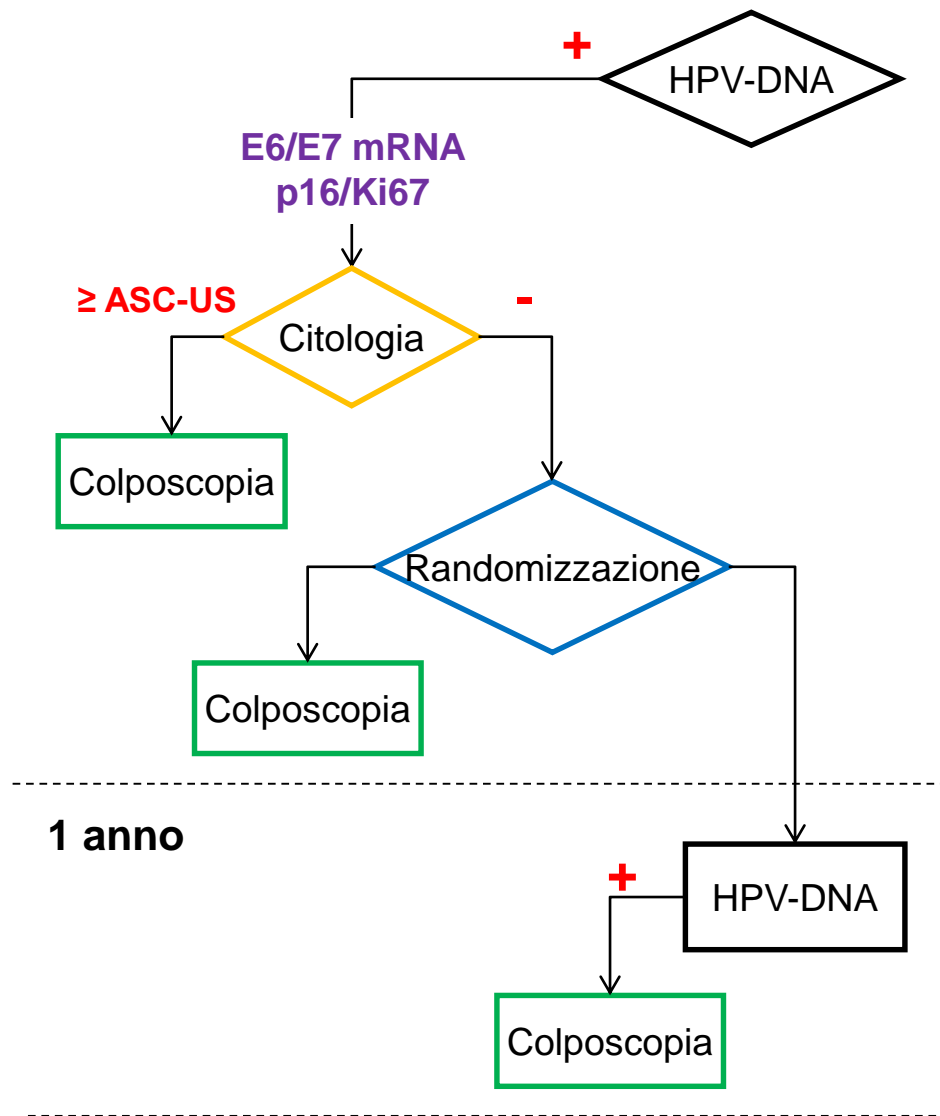 +
HPV-DNA
E6/E7 mRNA
p16/Ki67
≥ ASC-US
-
Citologia
Colposcopia
Randomizzazione
Colposcopia
1 anno
+
HPV-DNA
Colposcopia